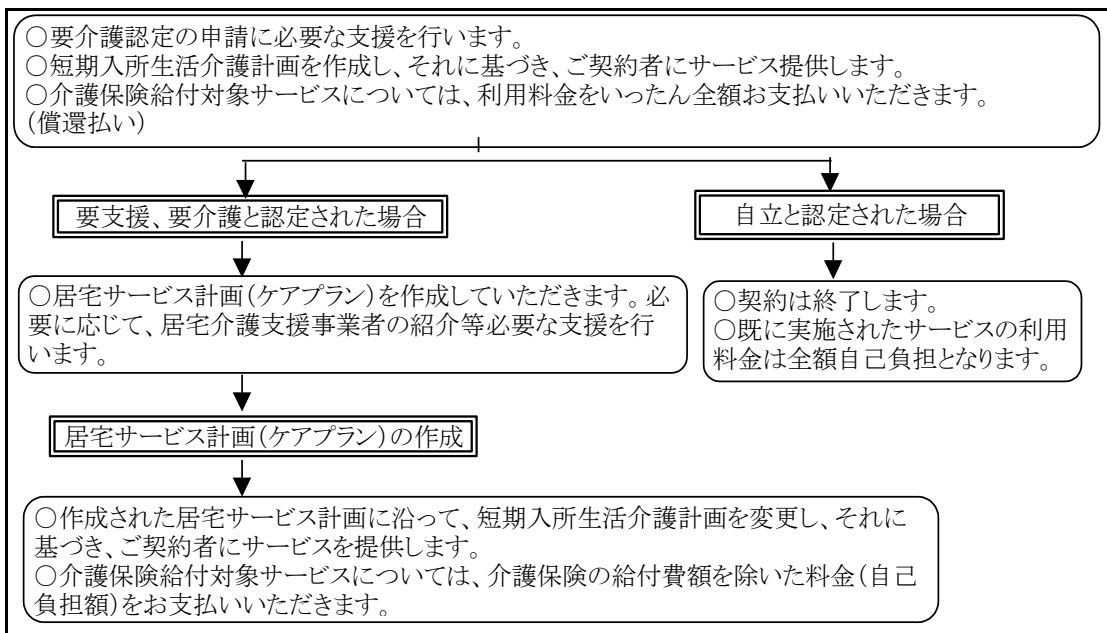 ○要介護認定の申請に必要な支援を行います。
○短期入所生活介護計画を作成し、それに基づき、ご契約者にサービス提供します。
○介護保険給付対象サービスについては、利用料金をいったん全額お支払いいただきます。
(償還払い)
要支援、要介護と認定された場合
自立と認定された場合
○居宅サービス計画(ケアプラン)を作成していただきます。必
要に応じて、居宅介護支援事業者の紹介等必要な支援を行
います。
○契約は終了します。
○既に実施されたサービスの利用
料金は全額自己負担となります。
居宅サービス計画(ケアプラン)の作成
○作成された居宅サービス計画に沿って、短期入所生活介護計画を変更し、それに
基づき、ご契約者にサービスを提供します。
○介護保険給付対象サービスについては、介護保険の給付費額を除いた料金(自己
負担額)をお支払いいただきます。